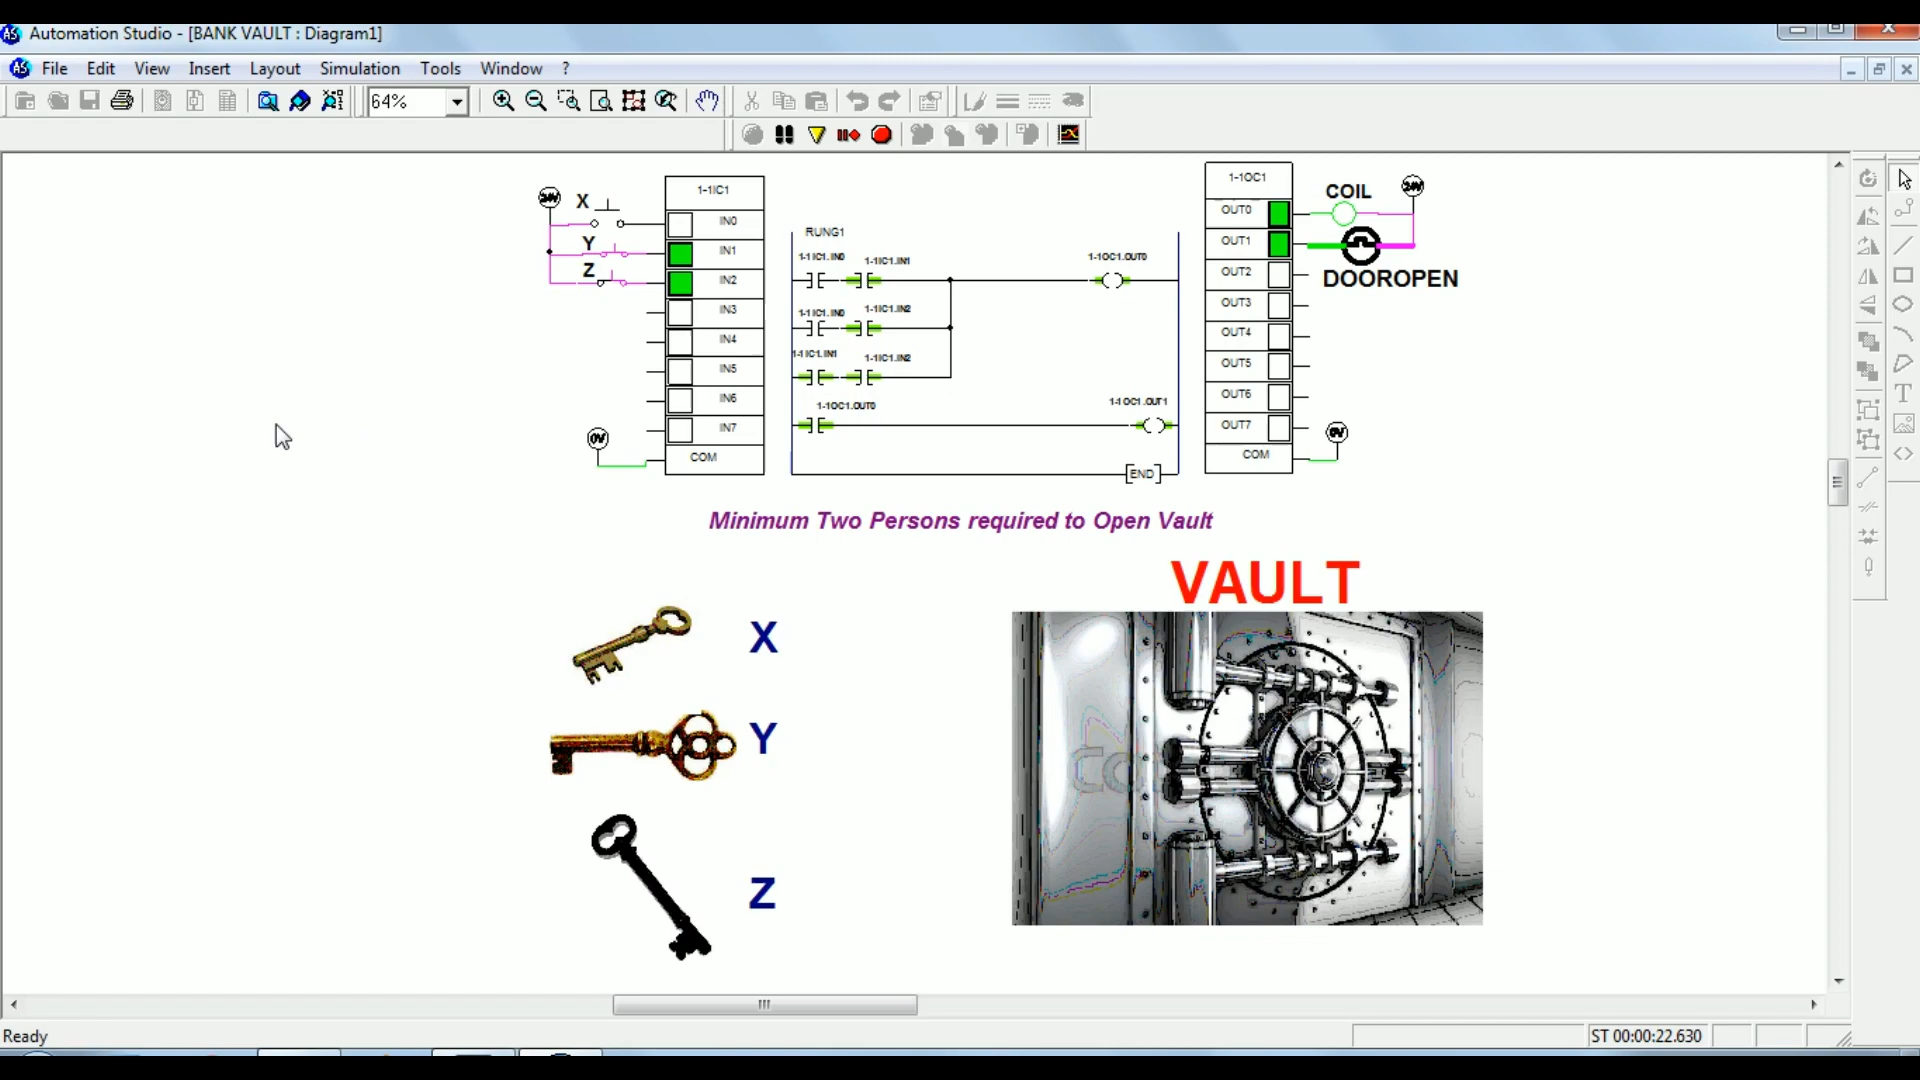 Automation Studio - [BANK VAULT : Diagram1]
File Edit View Insert Layout Simulation Tools Window ?
64%
1-1IC1
IN0
IN1
IN2
IN3
IN4
IN5
IN6
IN7
COM
24V
X
Y
Z
0V
RUNG1
1-1IC1.IN0 1-1IC1.IN1 1-1OC1.OUT0
1-1IC1.IN0 1-1IC1.IN2
1-1IC1.IN1 1-1IC1.IN2
1-1OC1.OUT0 1-1OC1.OUT1
END
1-1OC1
OUT0
OUT1
OUT2
OUT3
OUT4
OUT5
OUT6
OUT7
COM
COIL
24V
DOOROPEN
0V
Minimum Two Persons required to Open Vault
VAULT
X
Y
Z
Ready
ST 00:00:22.630